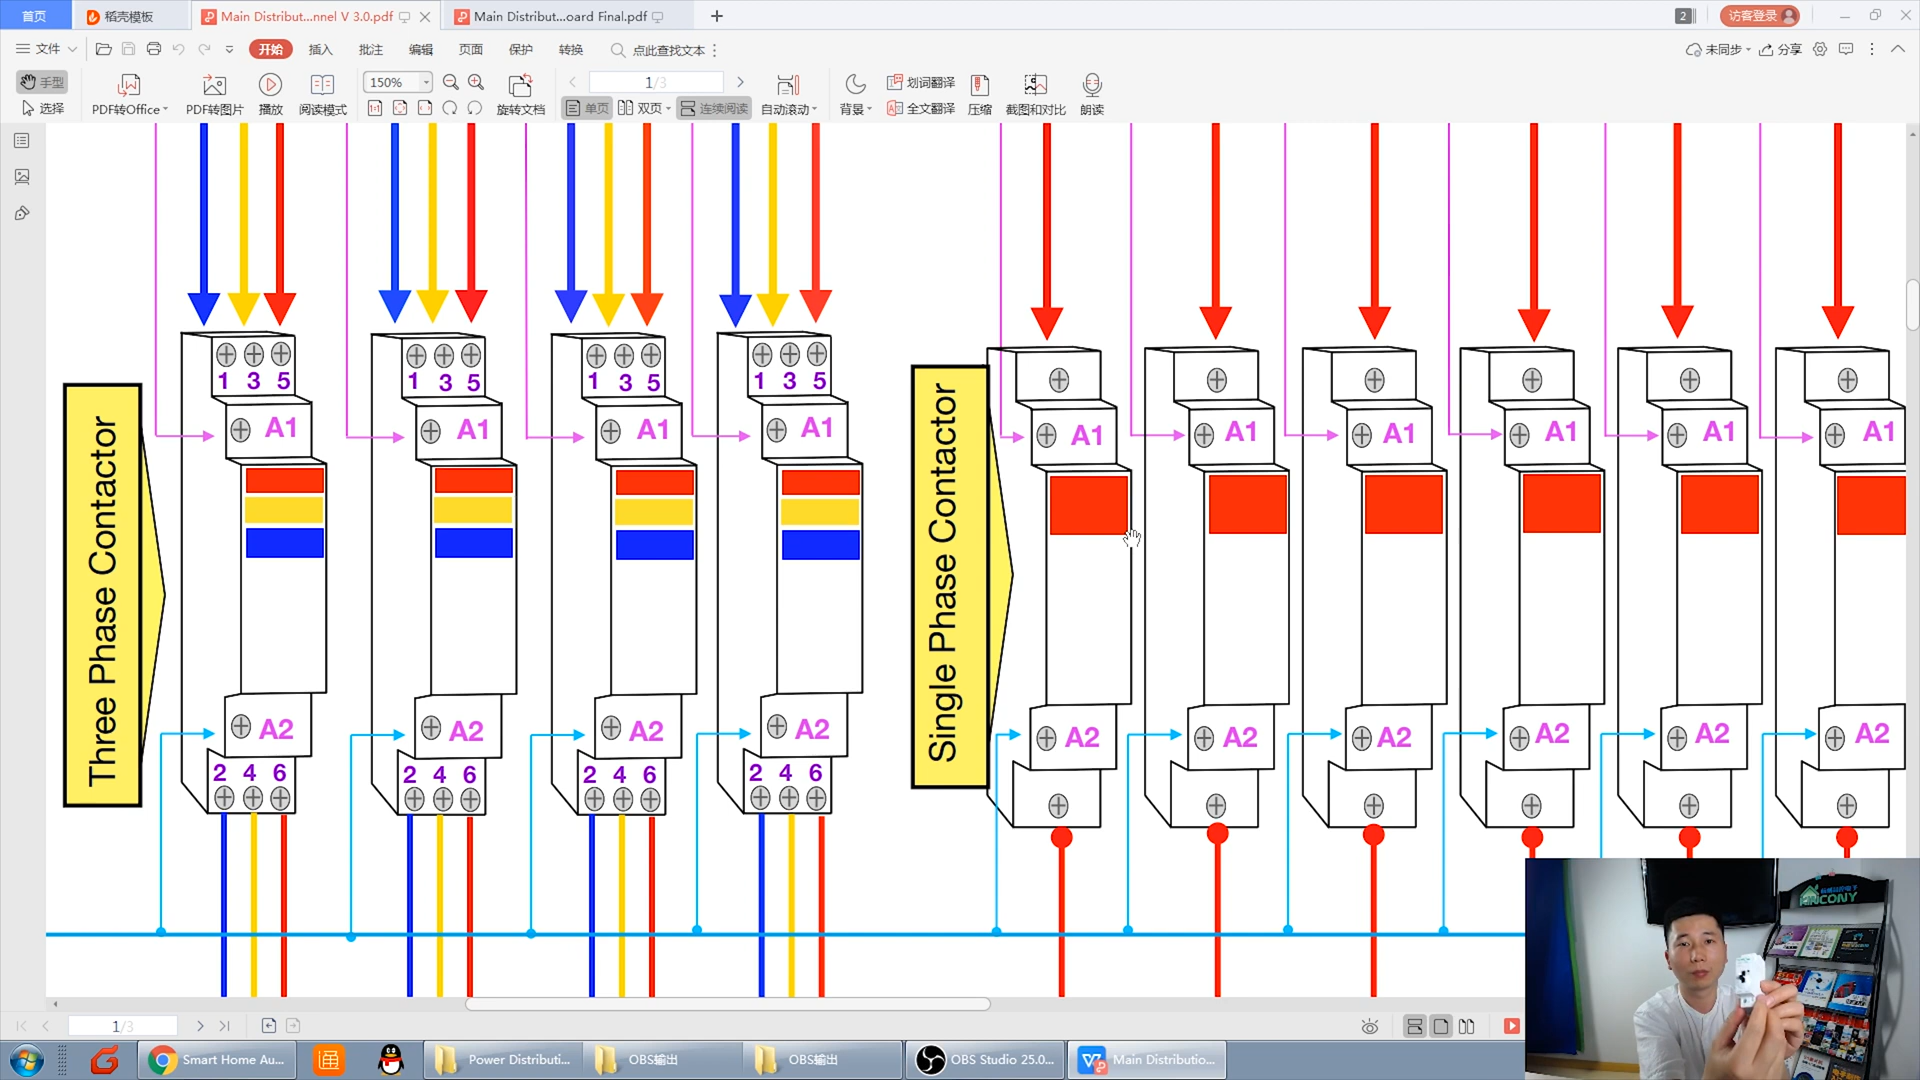 首页
稻壳模板
Main Distribut...nnel V 3.0.pdf
Main Distribut...oard Final.pdf
2
访客登录
文件
开始
插入
批注
编辑
页面
保护
转换
点此查找文本
未同步
分享
手型
选择
PDF转Office
PDF转图片
播放
阅读模式
150%
旋转文档
1/3
单页
双页
连续阅读
自动滚动
背景
划词翻译
全文翻译
压缩
截图和对比
朗读
Three Phase Contactor
1 3 5
1 3 5
1 3 5
1 3 5
A1
A1
A1
A1
A2
A2
A2
A2
2 4 6
2 4 6
2 4 6
2 4 6
Single Phase Contactor
A1
A1
A1
A1
A1
A1
A2
A2
A2
A2
A2
A2
1/3
Smart Home Au...
Power Distributi...
OBS输出
OBS输出
OBS Studio 25.0...
Main Distributio...